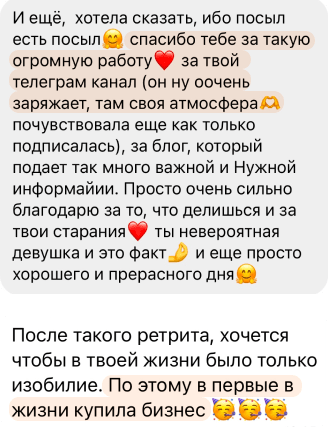 И ещё, хотела сказать, ибо посыл
есть посыл🤗 спасибо тебе за такую
огромную работу❤️ за твой
телеграм канал (он ну оочень
заряжает, там своя атмосфера🫶
почувствовала еще как только
подписалась), за блог, который
подает так много важной и Нужной
информайии. Просто очень сильно
благодарю за то, что делишься и за
твои старания❤️ ты невероятная
девушка и это факт🤌 и еще просто
хорошего и прерасного дня🤗
После такого ретрита, хочется
чтобы в твоей жизни было только
изобилие. По этому в первые в
жизни купила бизнес 🥳🥳🥳